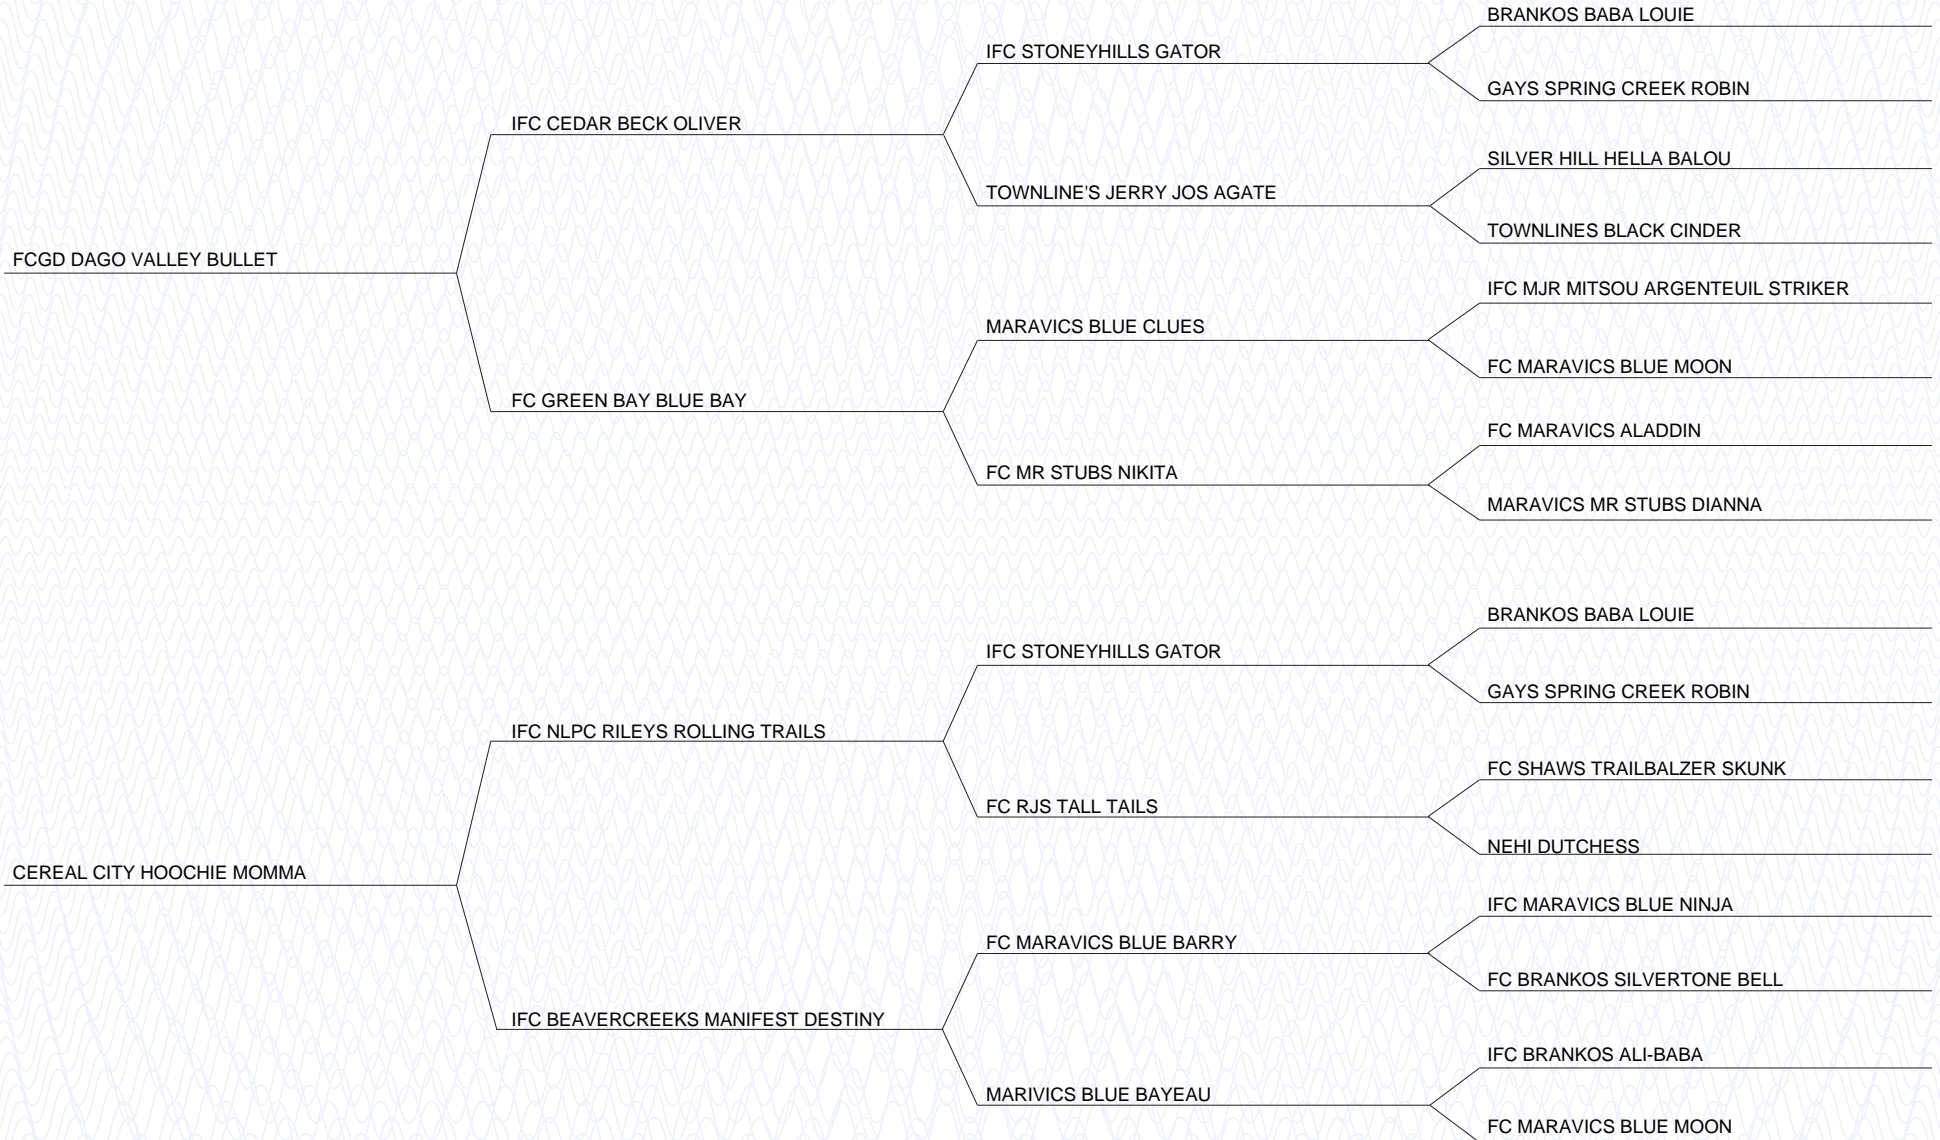 BRANKOS BABA LOUIE
IFC STONEYHILLS GATOR
GAYS SPRING CREEK ROBIN
IFC CEDAR BECK OLIVER
SILVER HILL HELLA BALOU
TOWNLINE'S JERRY JOS AGATE
TOWNLINES BLACK CINDER
FCGD DAGO VALLEY BULLET
IFC MJR MITSOU ARGENTEUIL STRIKER
MARAVICS BLUE CLUES
FC MARAVICS BLUE MOON
FC GREEN BAY BLUE BAY
FC MARAVICS ALADDIN
FC MR STUBS NIKITA
MARAVICS MR STUBS DIANNA
BRANKOS BABA LOUIE
IFC STONEYHILLS GATOR
GAYS SPRING CREEK ROBIN
IFC NLPC RILEYS ROLLING TRAILS
FC SHAWS TRAILBALZER SKUNK
FC RJS TALL TAILS
NEHI DUTCHESS
CEREAL CITY HOOCHIE MOMMA
IFC MARAVICS BLUE NINJA
FC MARAVICS BLUE BARRY
FC BRANKOS SILVERTONE BELL
IFC BEAVERCREEKS MANIFEST DESTINY
IFC BRANKOS ALI-BABA
MARIVICS BLUE BAYEAU
FC MARAVICS BLUE MOON